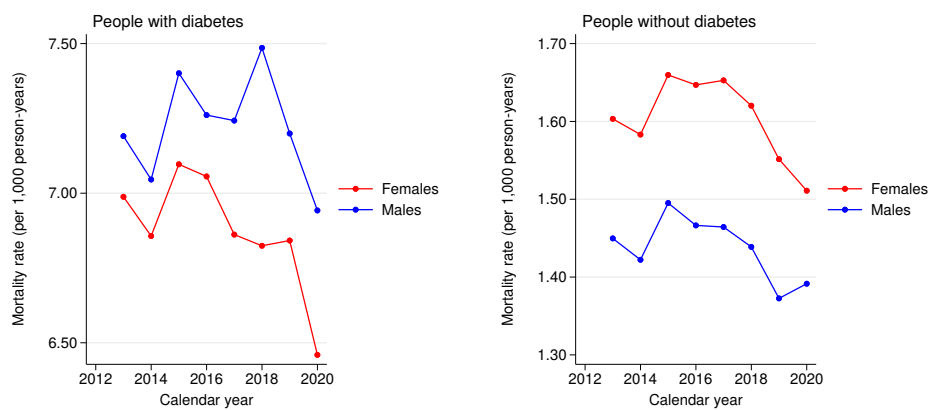 People with diabetes
7.50
7.00
6.50
Mortality rate (per 1,000 person-years)
2012 2014 2016 2018 2020
Calendar year
Females
Males
People without diabetes
1.70
1.60
1.50
1.40
1.30
Mortality rate (per 1,000 person-years)
2012 2014 2016 2018 2020
Calendar year
Females
Males